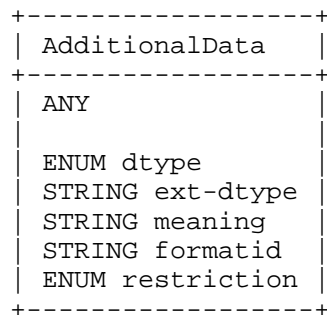 +------------------+
| AdditionalData   |
+------------------+
| ANY              |
|                  |
| ENUM dtype       |
| STRING ext-dtype |
| STRING meaning   |
| STRING formatid  |
| ENUM restriction |
+------------------+